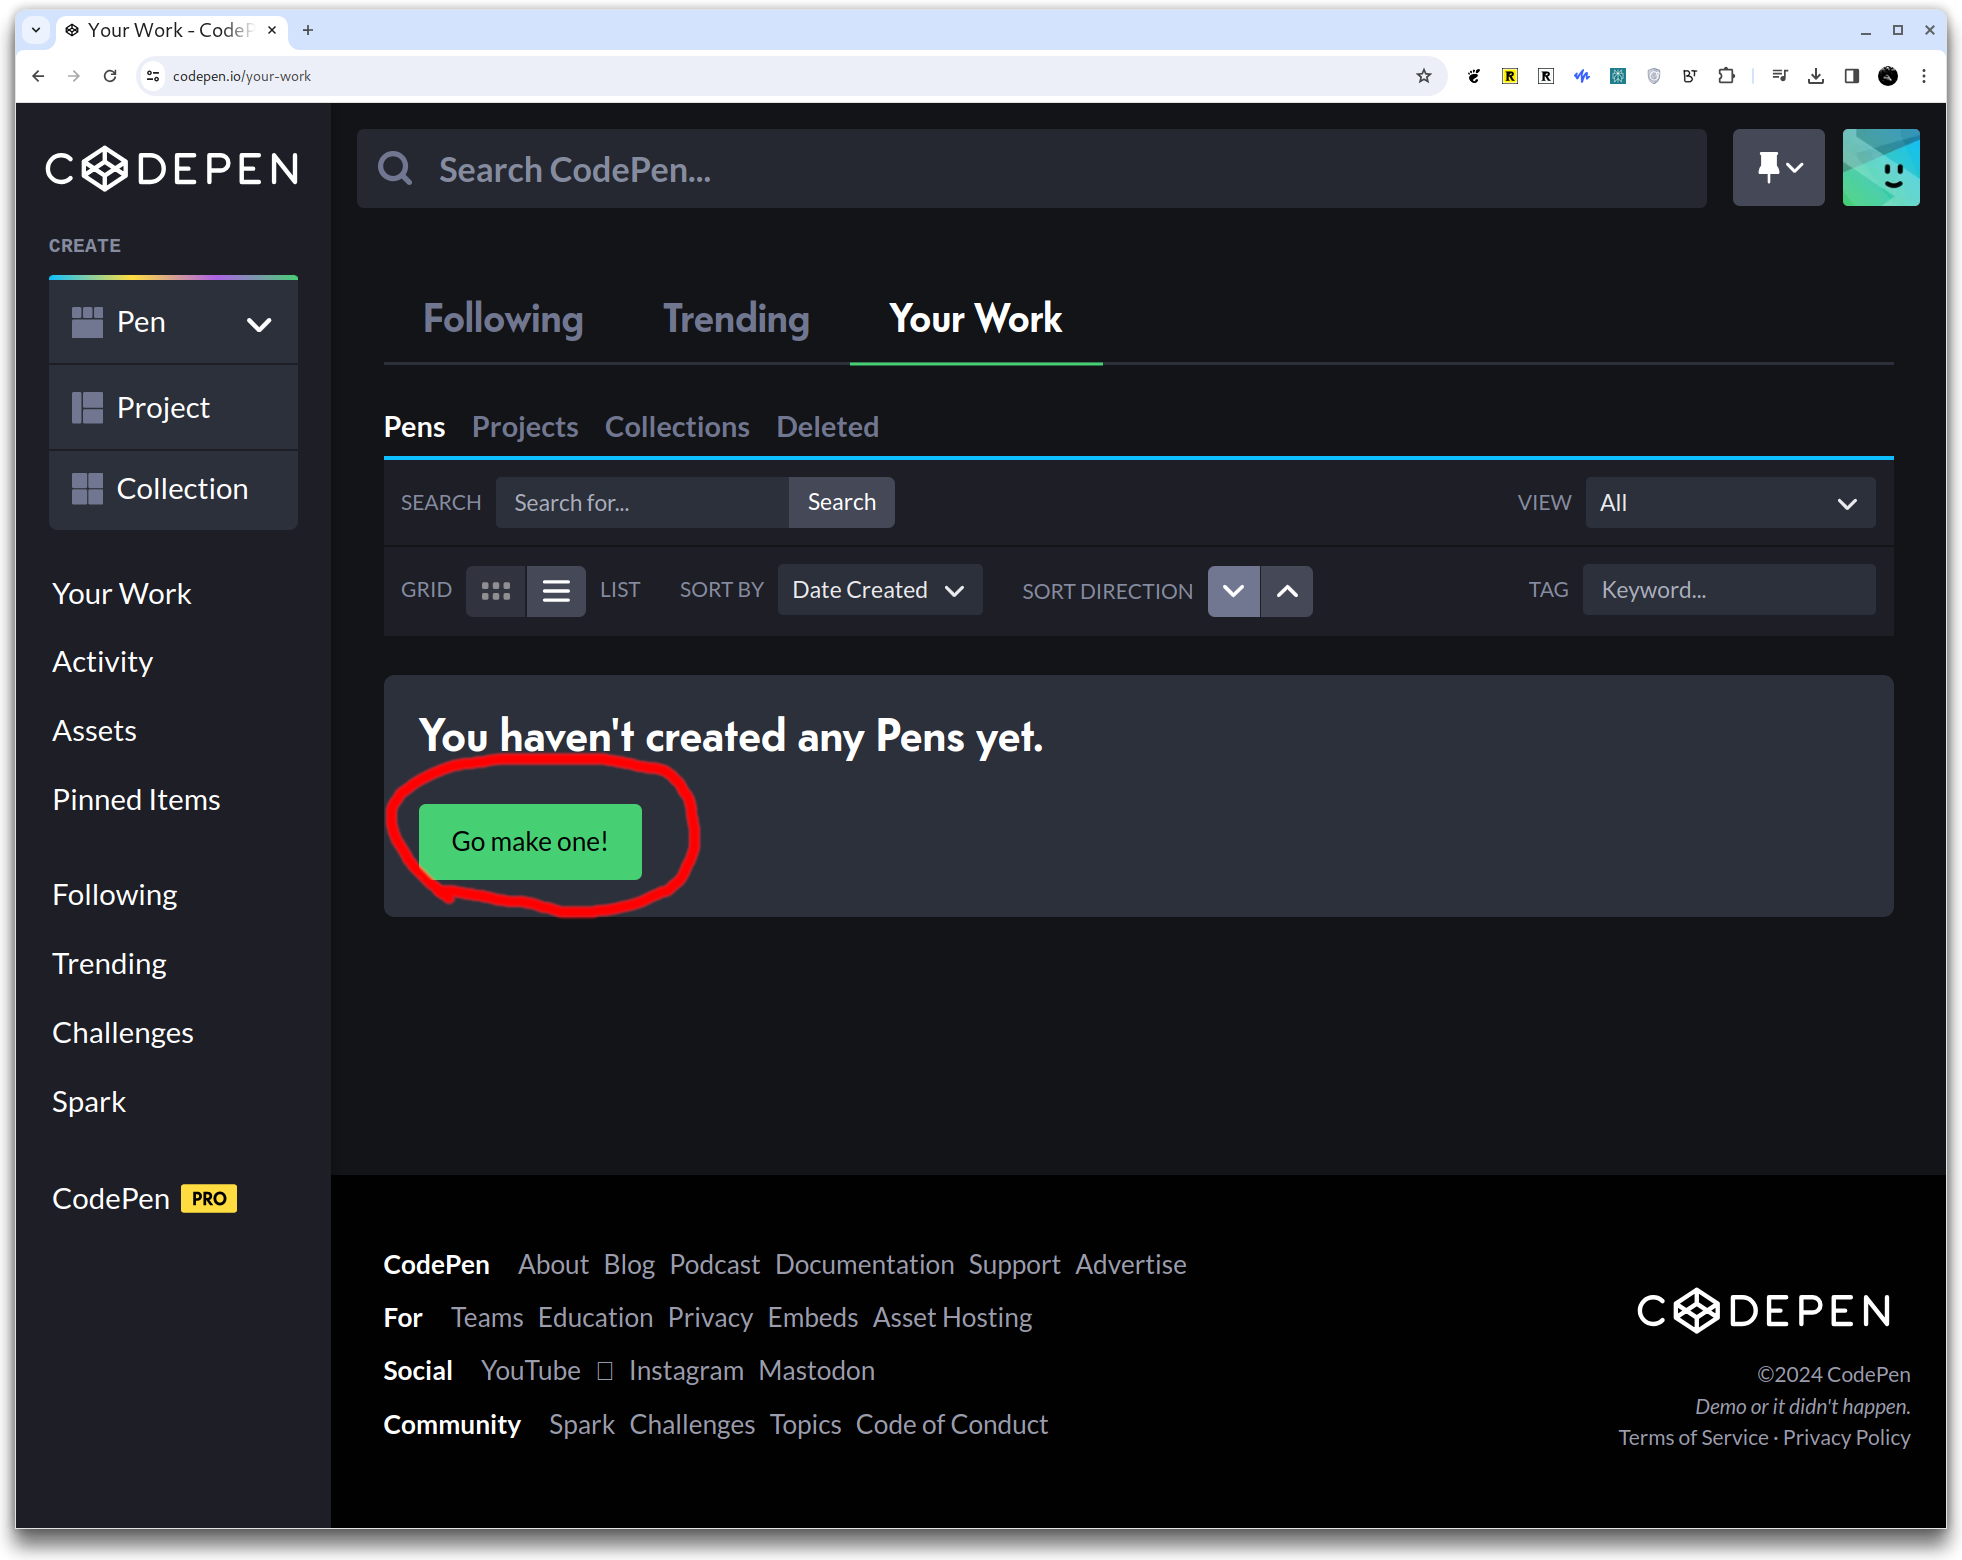 Your Work - CodeP
codepen.io/your-work
CODEPEN
Search CodePen...
CREATE
Pen
Project
Collection
Your Work
Activity
Assets
Pinned Items
Following
Trending
Challenges
Spark
CodePen PRO
Following Trending Your Work
Pens Projects Collections Deleted
SEARCH Search for... Search VIEW All
GRID LIST SORT BY Date Created SORT DIRECTION TAG Keyword...
You haven't created any Pens yet.
Go make one!
CodePen About Blog Podcast Documentation Support Advertise
For Teams Education Privacy Embeds Asset Hosting
Social YouTube Instagram Mastodon
Community Spark Challenges Topics Code of Conduct
CODEPEN
©2024 CodePen
Demo or it didn't happen.
Terms of Service · Privacy Policy